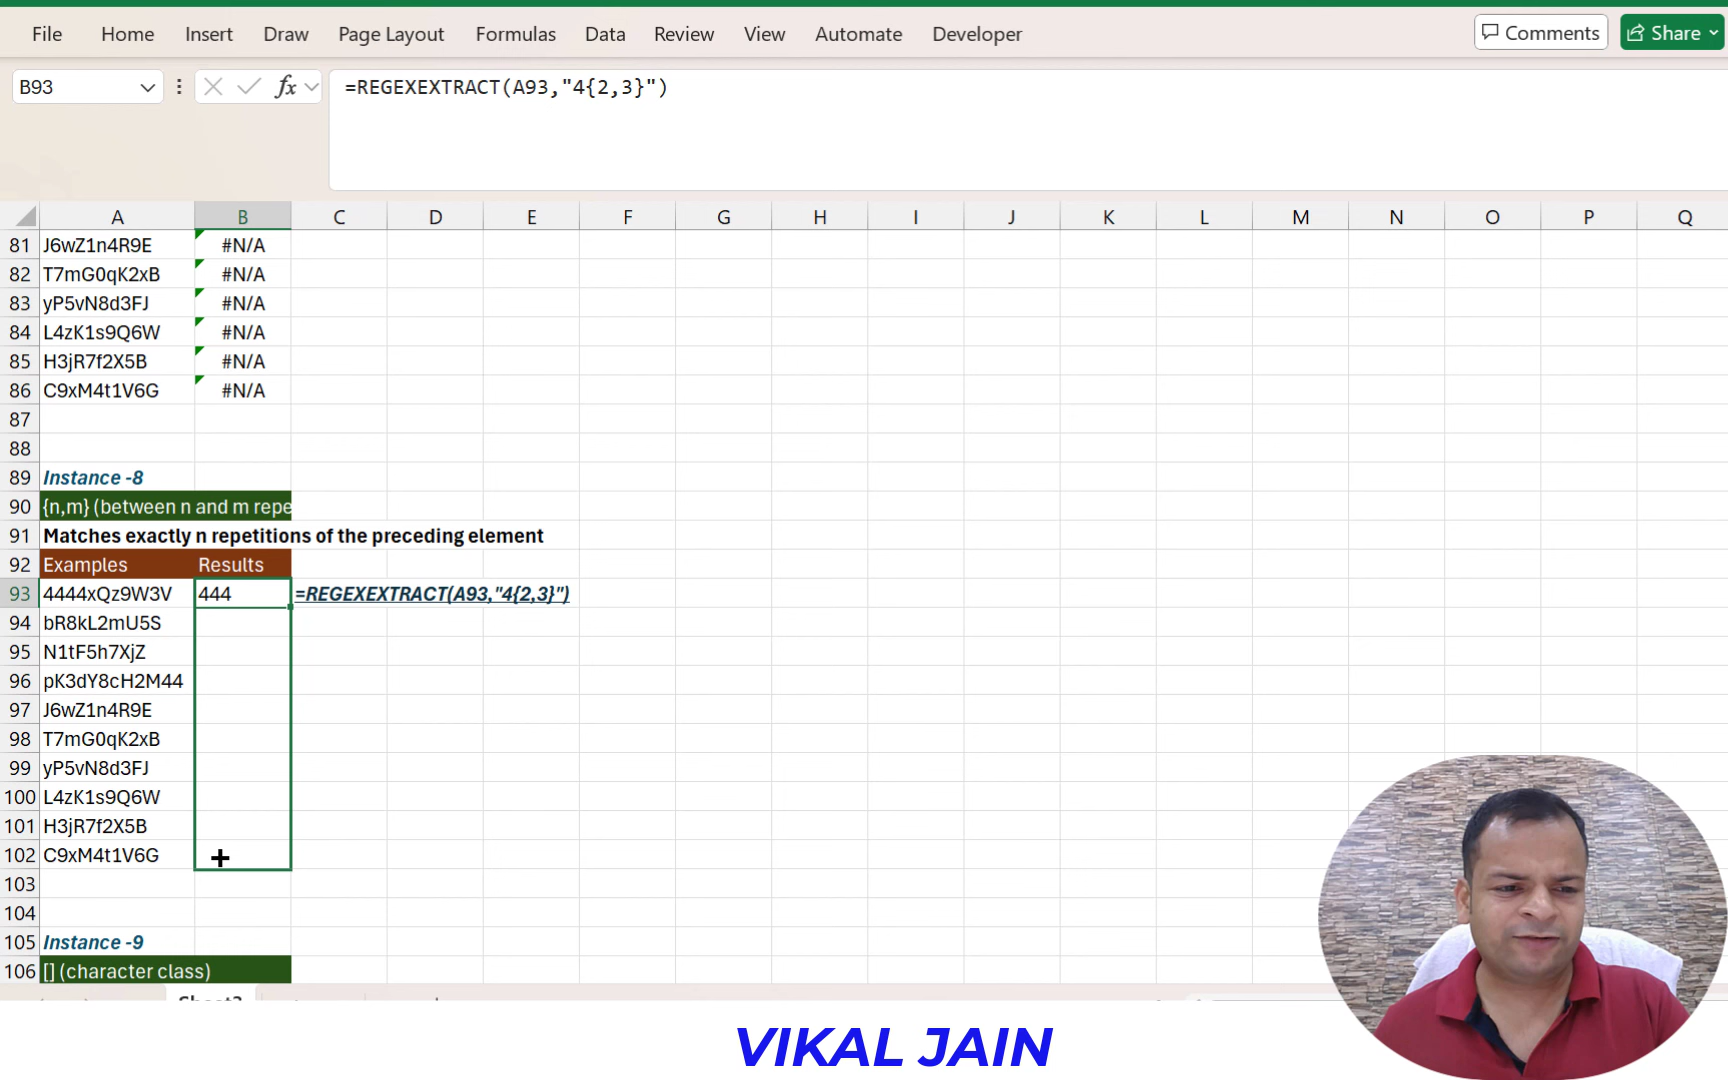 File Home Insert Draw Page Layout Formulas Data Review View Automate Developer Comments Share
B93 fx =REGEXEXTRACT(A93,"4{2,3}")
A B C D E F G H I J K L M N O P Q
81 J6wZ1n4R9E #N/A
82 T7mG0qK2xB #N/A
83 yP5vN8d3FJ #N/A
84 L4zK1s9Q6W #N/A
85 H3jR7f2X5B #N/A
86 C9xM4t1V6G #N/A
87
88
89 Instance -8
90 {n,m} (between n and m repe
91 Matches exactly n repetitions of the preceding element
92 Examples Results
93 4444xQz9W3V 444 =REGEXEXTRACT(A93,"4{2,3}")
94 bR8kL2mU5S
95 N1tF5h7XjZ
96 pK3dY8cH2M44
97 J6wZ1n4R9E
98 T7mG0qK2xB
99 yP5vN8d3FJ
100 L4zK1s9Q6W
101 H3jR7f2X5B
102 C9xM4t1V6G
103
104
105 Instance -9
106 [] (character class)
VIKAL JAIN